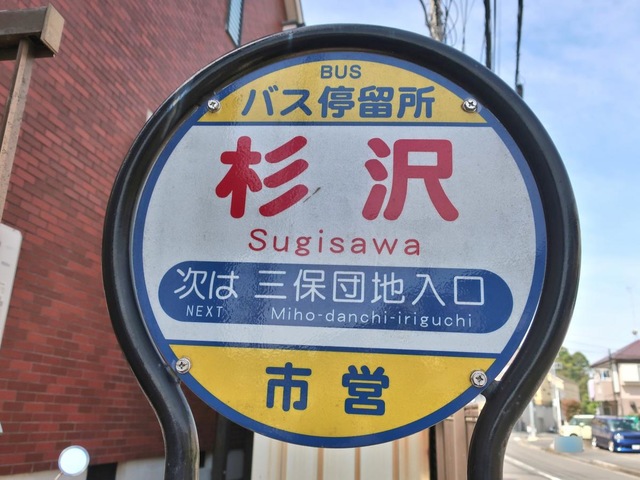 BUS
バス停留所
杉沢
Sugisawa
次は 三保団地入口
NEXT Miho-danchi-iriguchi
市営